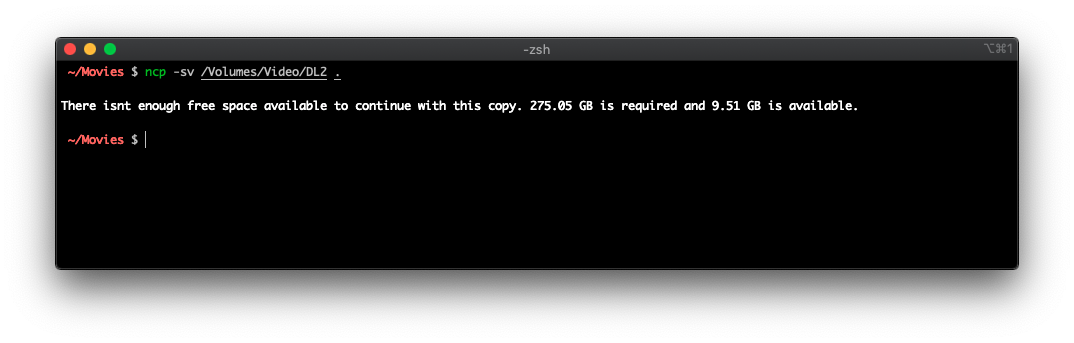 -zsh
⌥⌘1
~/Movies $ ncp -sv /Volumes/Video/DL2 .
There isnt enough free space available to continue with this copy. 275.05 GB is required and 9.51 GB is available.
~/Movies $